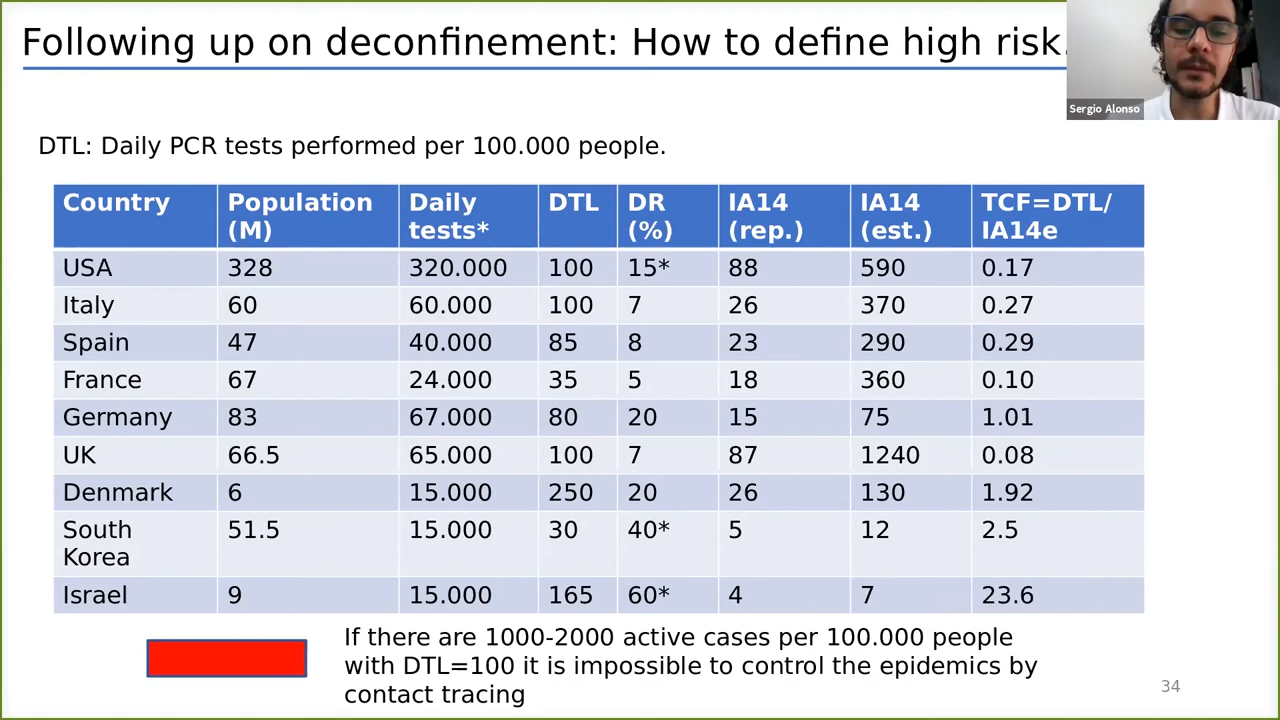 Following up on deconfinement: How to define high risk.
Sergio Alonso
DTL: Daily PCR tests performed per 100.000 people.
Country Population (M) Daily tests* DTL DR (%) IA14 (rep.) IA14 (est.) TCF=DTL/ IA14e
USA 328 320.000 100 15* 88 590 0.17
Italy 60 60.000 100 7 26 370 0.27
Spain 47 40.000 85 8 23 290 0.29
France 67 24.000 35 5 18 360 0.10
Germany 83 67.000 80 20 15 75 1.01
UK 66.5 65.000 100 7 87 1240 0.08
Denmark 6 15.000 250 20 26 130 1.92
South Korea 51.5 15.000 30 40* 5 12 2.5
Israel 9 15.000 165 60* 4 7 23.6
If there are 1000-2000 active cases per 100.000 people
with DTL=100 it is impossible to control the epidemics by
contact tracing
34